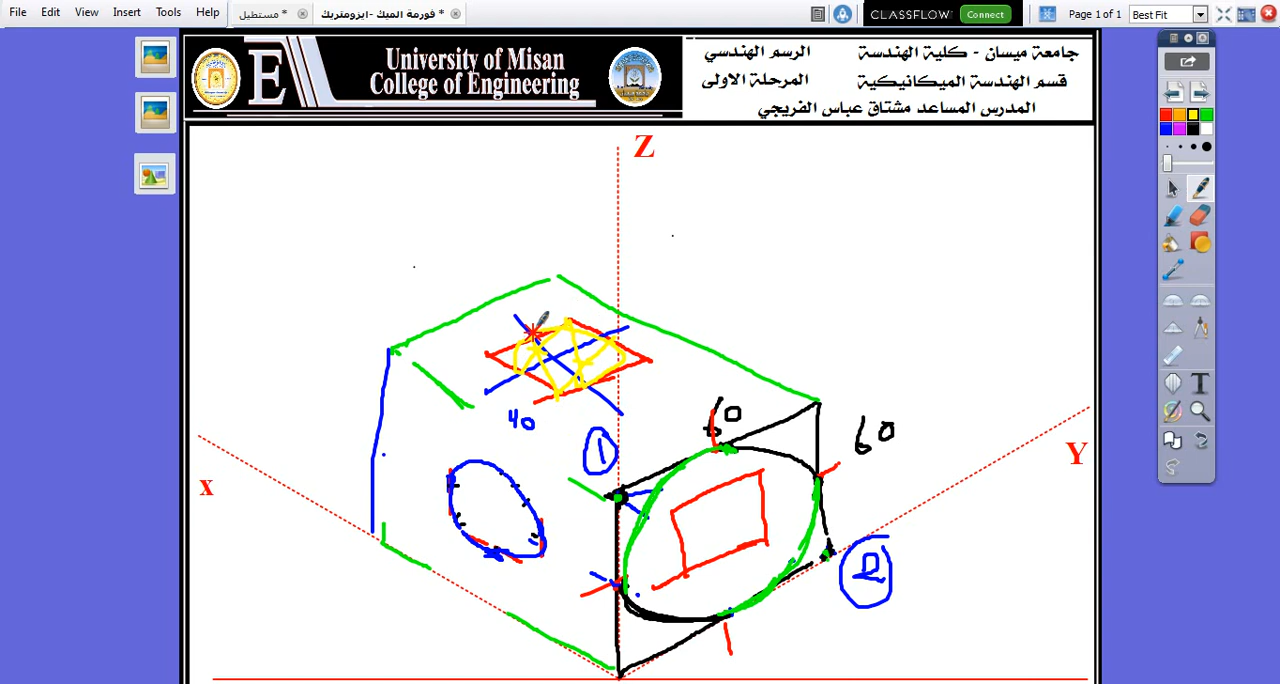 File Edit View Insert Tools Help
مستطيل *
فورمة الميك -ايزومتريك *
CLASSFLOW Connect
Page 1 of 1 Best Fit
E University of Misan
College of Engineering
جامعة ميسان - كلية الهندسة الرسم الهندسي
قسم الهندسة الميكانيكية المرحلة الاولى
المدرس المساعد مشتاق عباس الفريجي
Z
60
60
40
1
Y
X
2
T